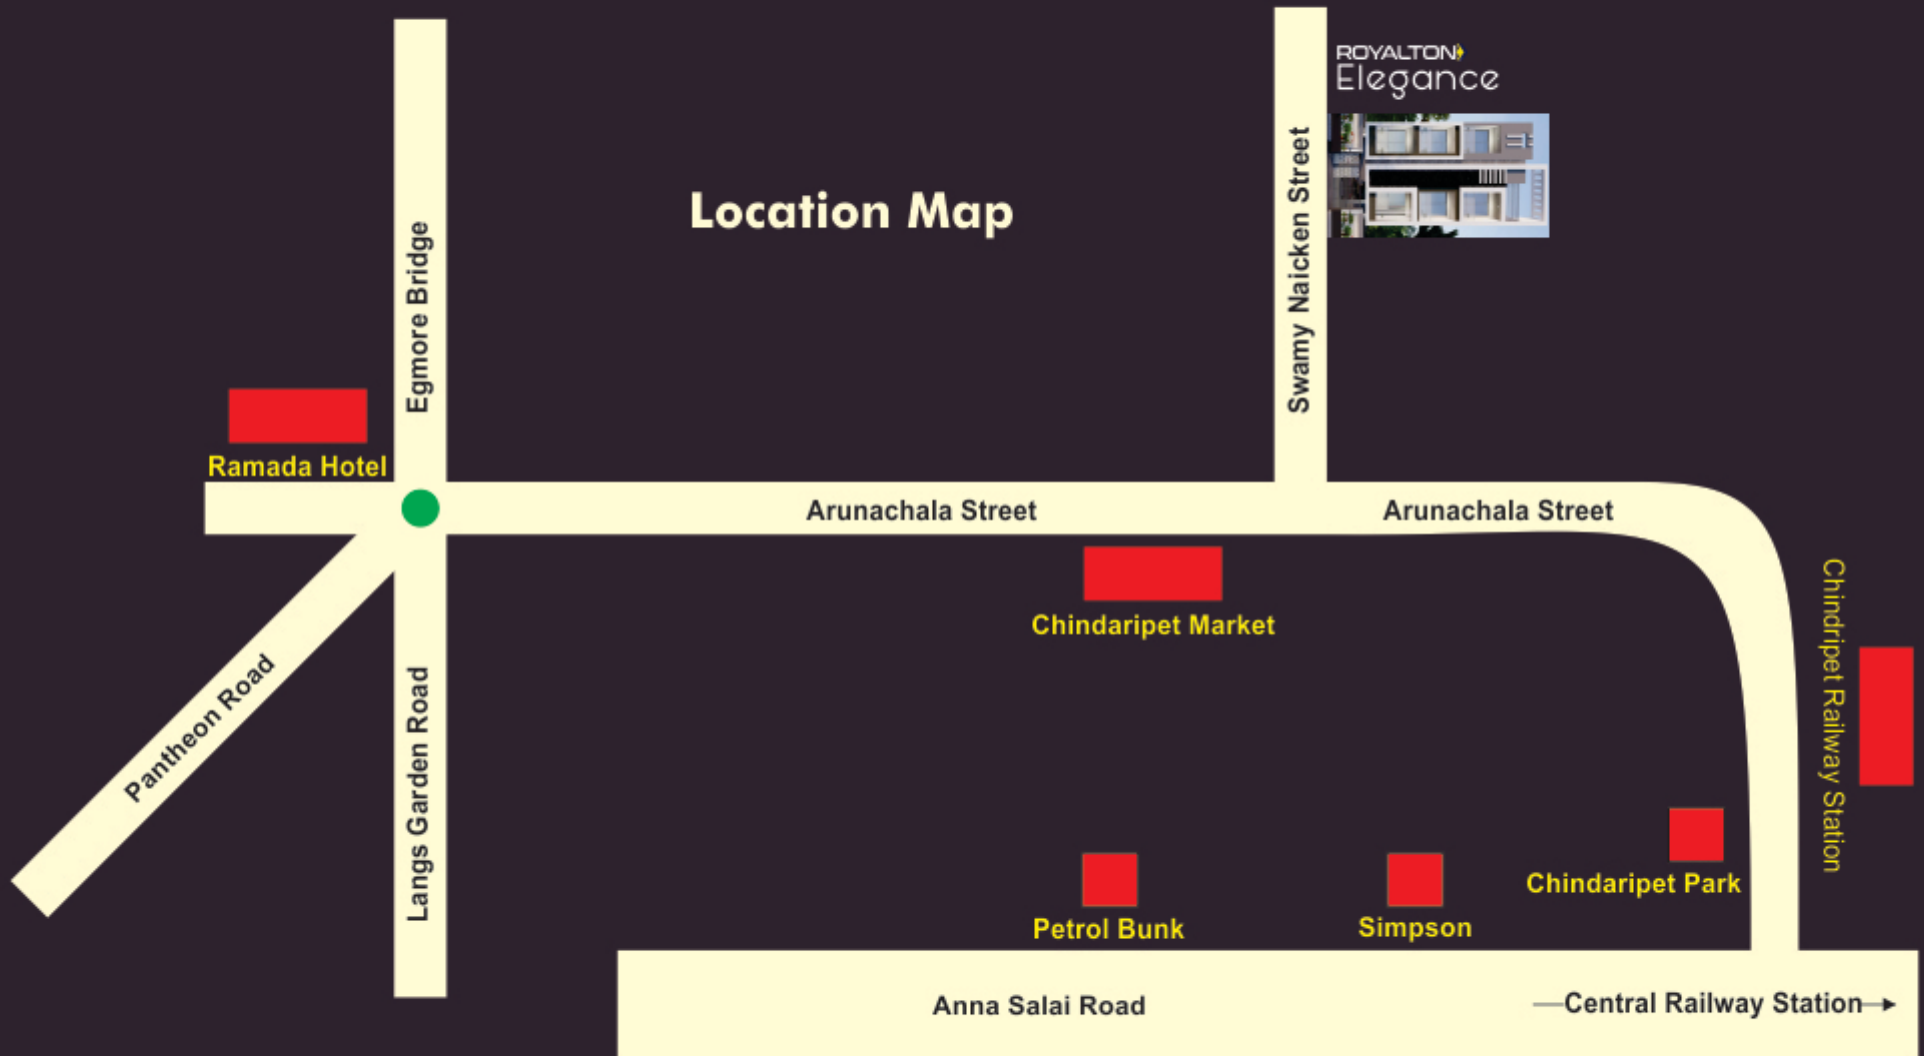 ROYALTON
Elegance
Location Map
Swamy Naicken Street
Egmore Bridge
Ramada Hotel
Arunachala Street
Arunachala Street
Chindaripet Market
Chindripet Railway Station
Pantheon Road
Langs Garden Road
Chindaripet Park
Petrol Bunk
Simpson
Anna Salai Road
Central Railway Station